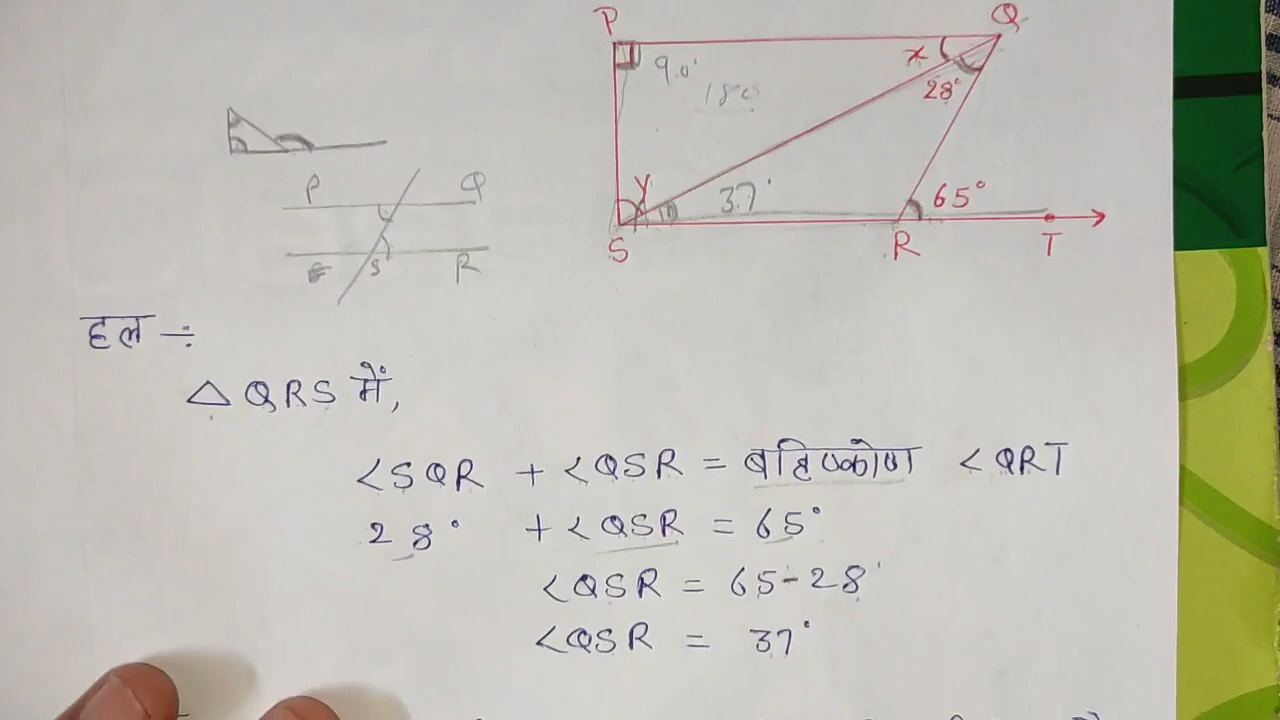 P Q
90° x
180 28°
Y 37° 65°
S R T
P Q
S R
हल ÷
△ QRS में,
<SQR + <QSR = बहिष्कोण <QRT
28° + <QSR = 65°
<QSR = 65-28°
<QSR = 37°